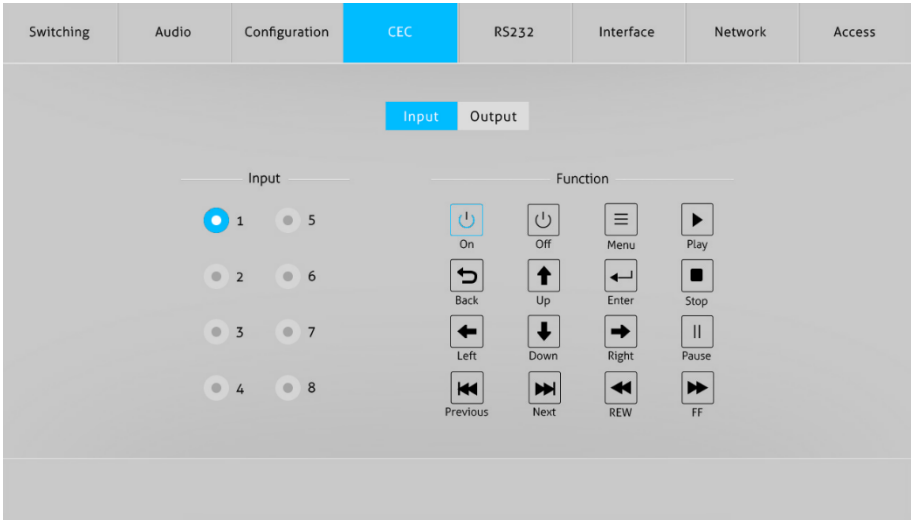 Switching Audio Configuration CEC RS232 Interface Network Access
Input Output
Input Function
1 5
On Off Menu Play
2 6
Back Up Enter Stop
3 7
Left Down Right Pause
4 8
Previous Next REW FF